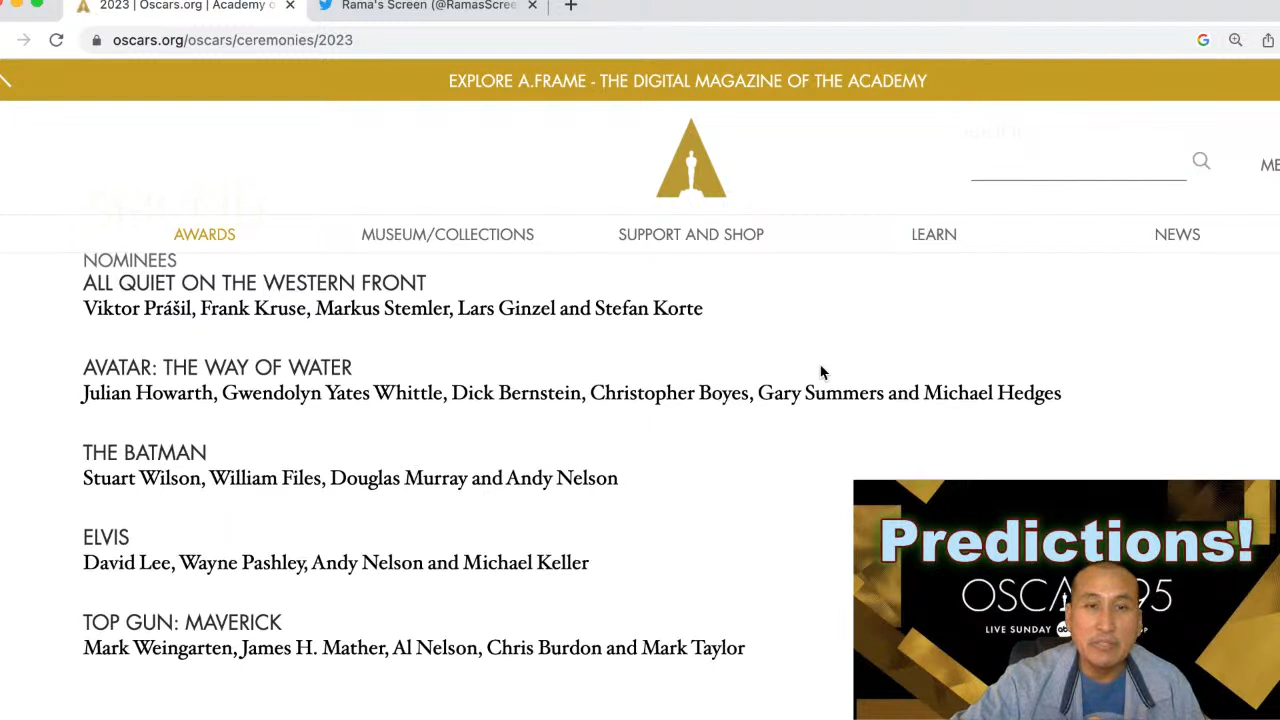 2023 | Oscars.org | Academy o
Rama's Screen (@RamasScree
oscars.org/oscars/ceremonies/2023
EXPLORE A.FRAME - THE DIGITAL MAGAZINE OF THE ACADEMY
ME
AWARDS
MUSEUM/COLLECTIONS
SUPPORT AND SHOP
LEARN
NEWS
NOMINEES
ALL QUIET ON THE WESTERN FRONT
Viktor Prášil, Frank Kruse, Markus Stemler, Lars Ginzel and Stefan Korte
AVATAR: THE WAY OF WATER
Julian Howarth, Gwendolyn Yates Whittle, Dick Bernstein, Christopher Boyes, Gary Summers and Michael Hedges
THE BATMAN
Stuart Wilson, William Files, Douglas Murray and Andy Nelson
ELVIS
David Lee, Wayne Pashley, Andy Nelson and Michael Keller
TOP GUN: MAVERICK
Mark Weingarten, James H. Mather, Al Nelson, Chris Burdon and Mark Taylor
Predictions!
OSCA 95
LIVE SUNDAY abc